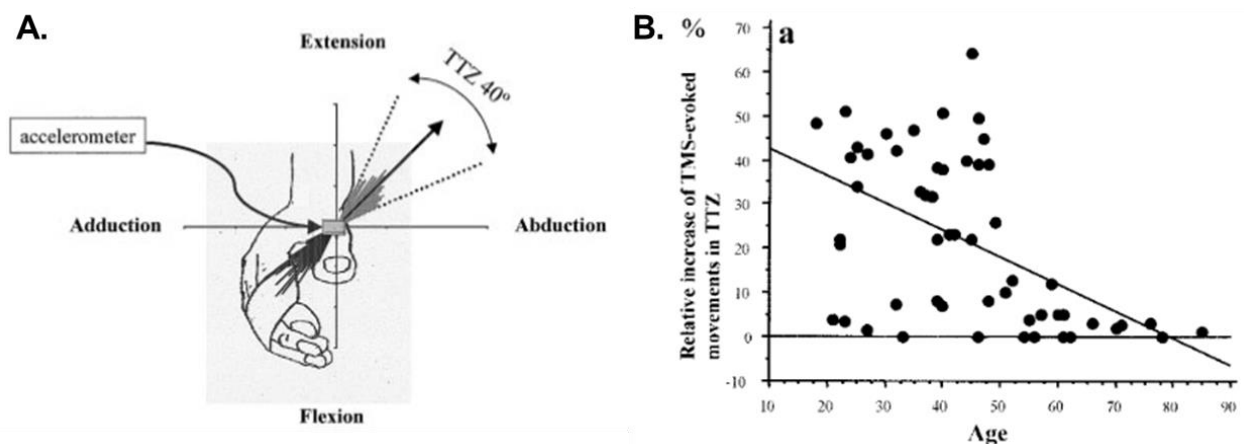 A.
Extension
TTZ 40º
accelerometer
Adduction
Abduction
Flexion
B.
%
a
Relative increase of TMS-evoked
movements in TTZ
70
60
50
40
30
20
10
0
-10
10 20 30 40 50 60 70 80 90
Age